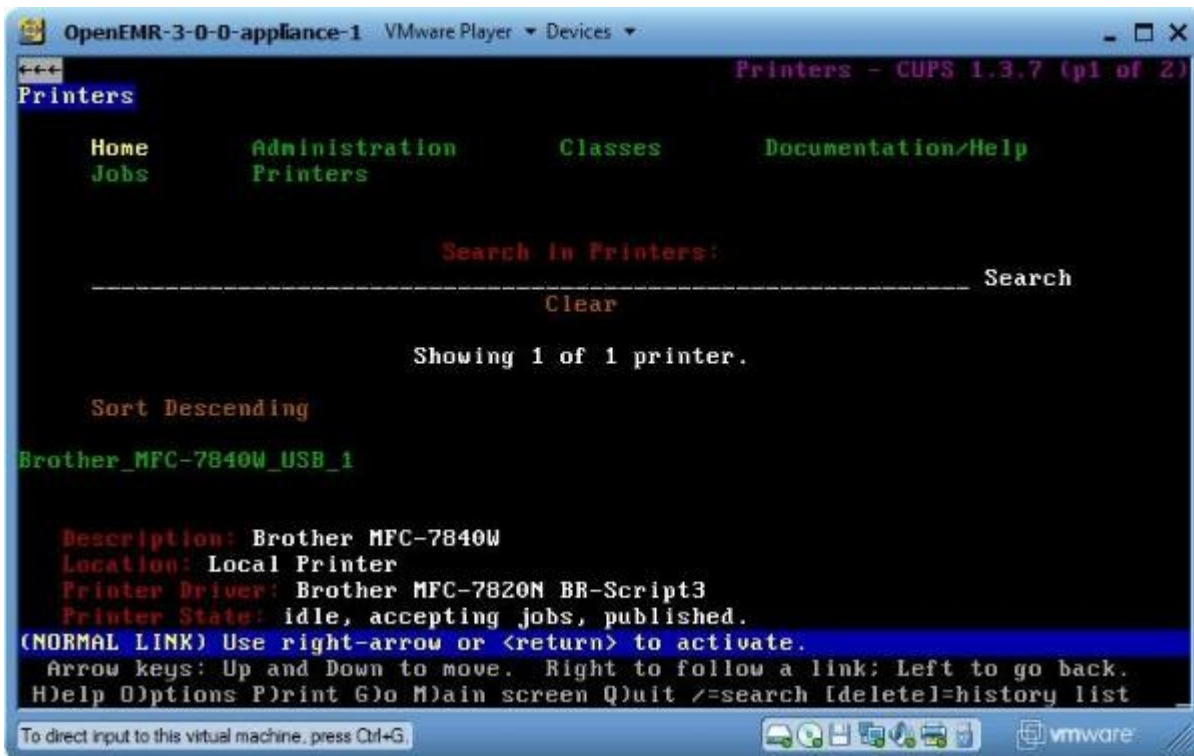 OpenEMR-3-0-0-appliance-1 VMware Player Devices
←←← Printers - CUPS 1.3.7 (p1 of 2)
Printers
Home Administration Classes Documentation/Help
Jobs Printers
Search in Printers:
Search
Clear
Showing 1 of 1 printer.
Sort Descending
Brother_MFC-7840W_USB_1
Description: Brother MFC-7840W
Location: Local Printer
Printer Driver: Brother MFC-7820N BR-Script3
Printer State: idle, accepting jobs, published.
(NORMAL LINK) Use right-arrow or <return> to activate.
Arrow keys: Up and Down to move. Right to follow a link; Left to go back.
H)elp O)ptions P)rint G)o M)ain screen Q)uit /=search [delete]=history list
To direct input to this virtual machine, press Ctrl+G. vmware